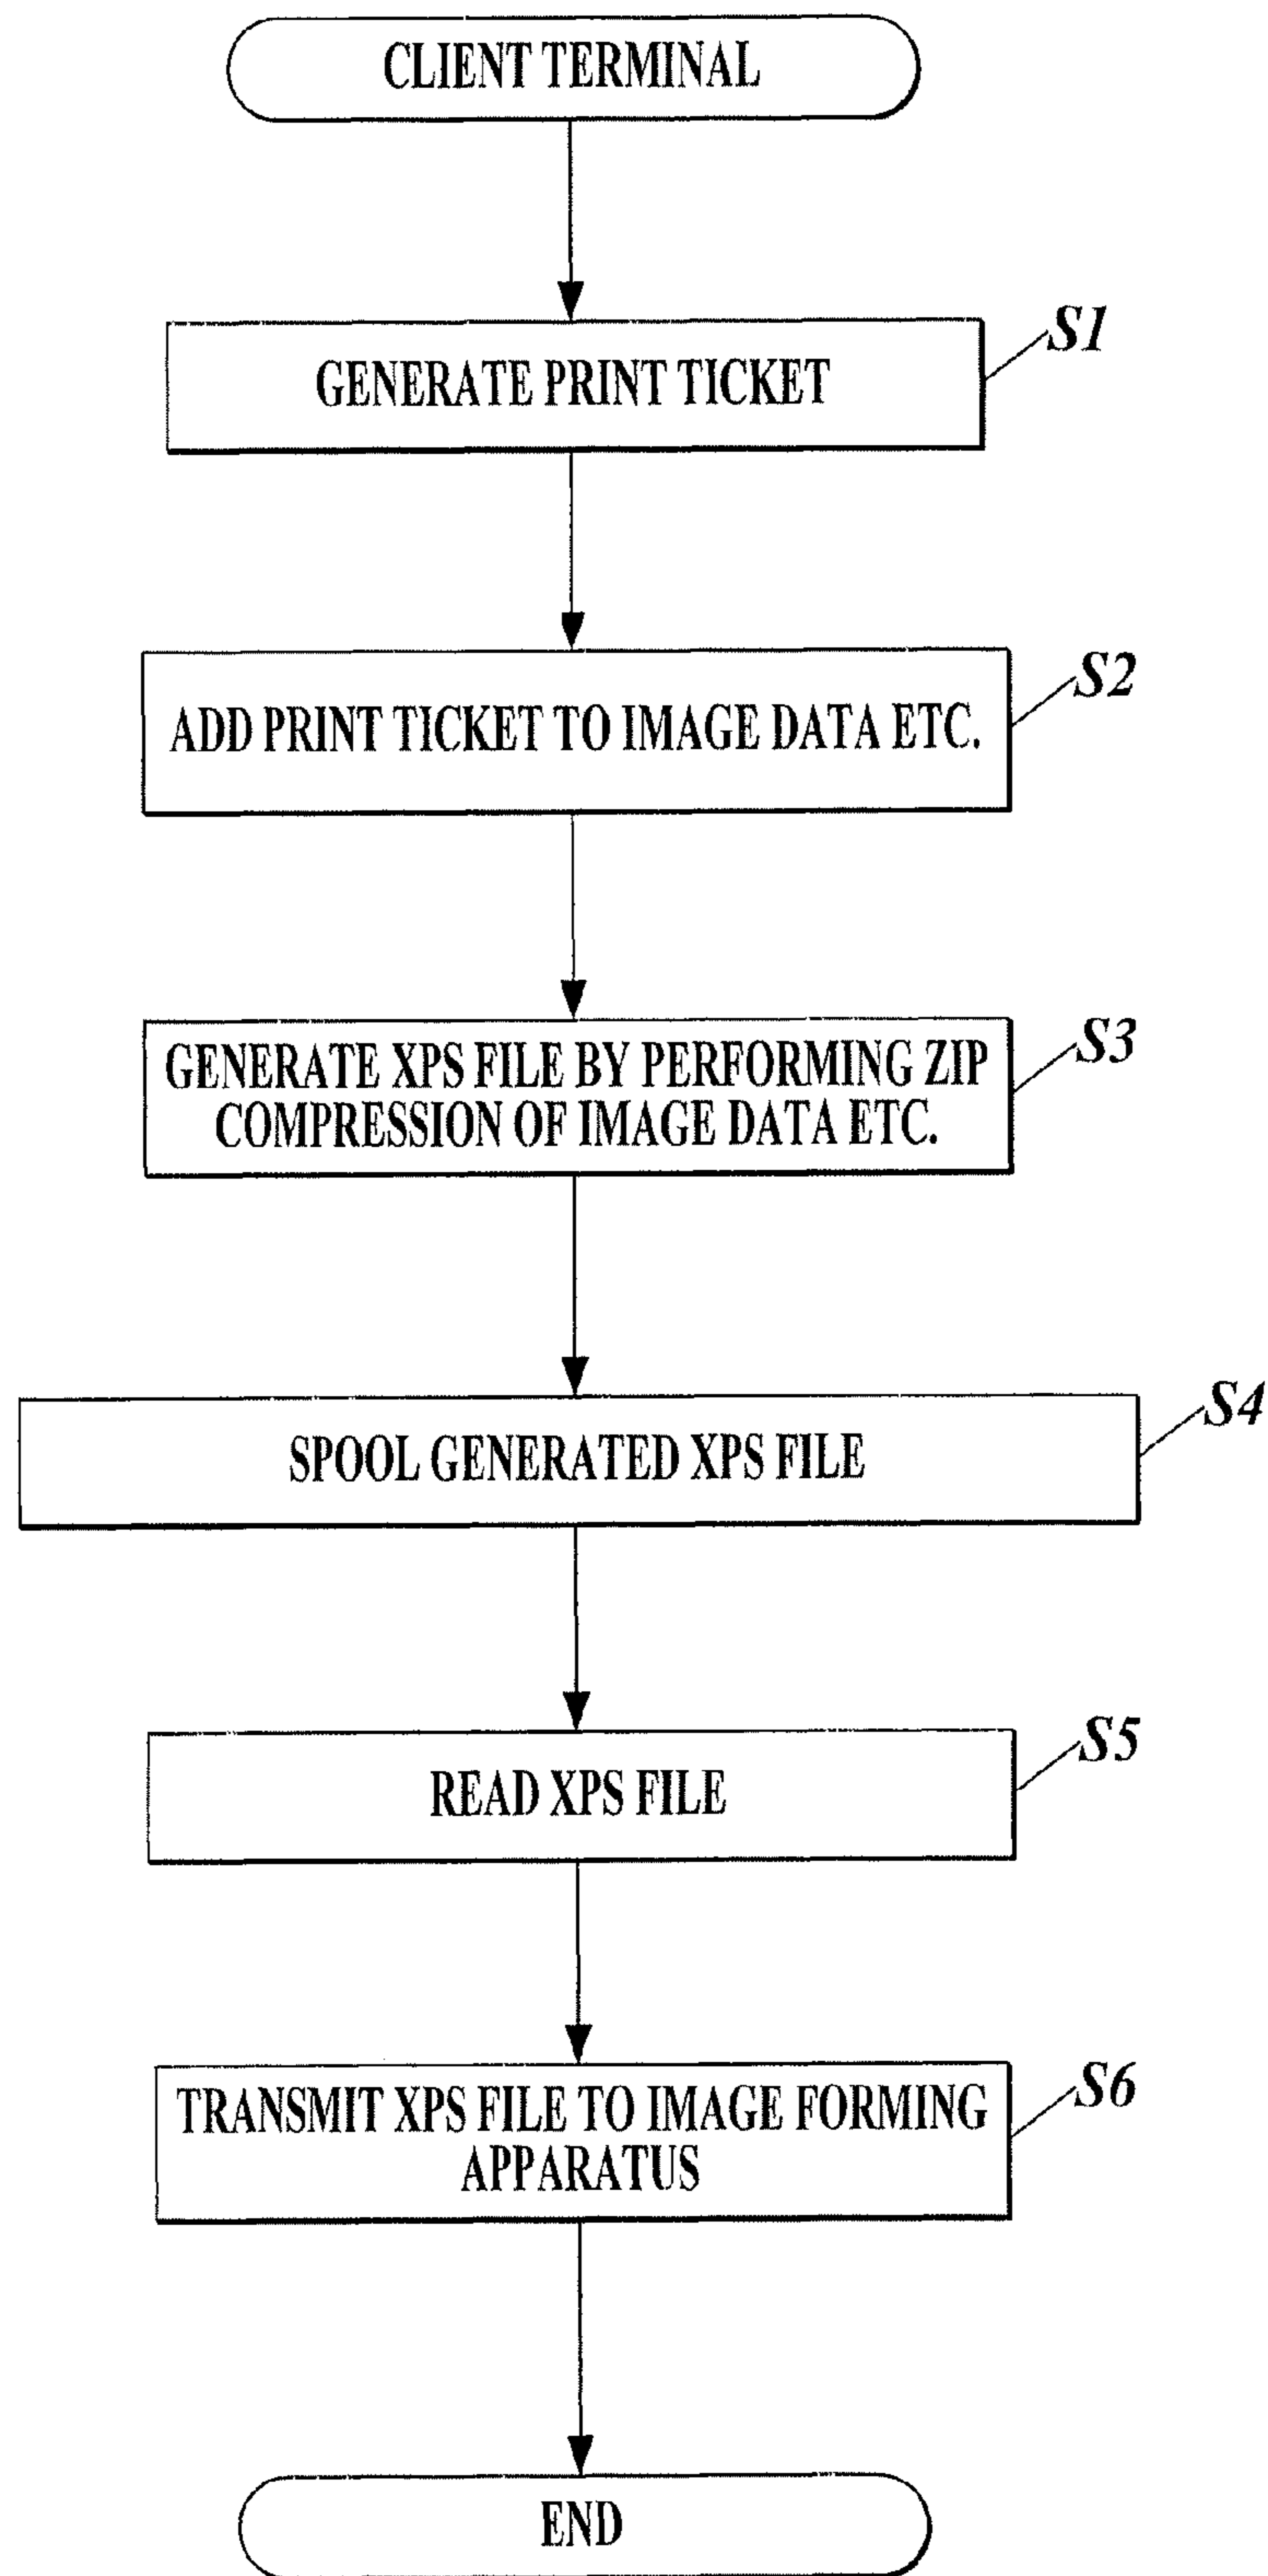 CLIENT TERMINAL
S1
GENERATE PRINT TICKET
S2
ADD PRINT TICKET TO IMAGE DATA ETC.
S3
GENERATE XPS FILE BY PERFORMING ZIP
COMPRESSION OF IMAGE DATA ETC.
S4
SPOOL GENERATED XPS FILE
S5
READ XPS FILE
S6
TRANSMIT XPS FILE TO IMAGE FORMING
APPARATUS
END